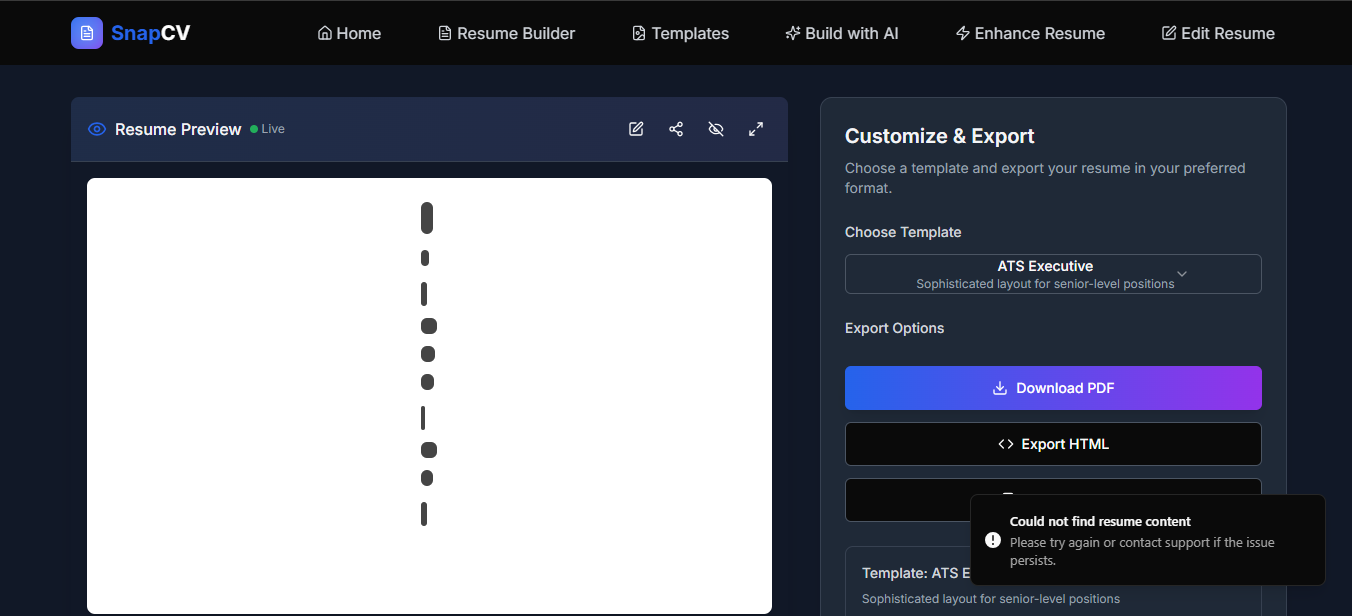 SnapCV
Home
Resume Builder
Templates
Build with AI
Enhance Resume
Edit Resume
Resume Preview
Live
Customize & Export
Choose a template and export your resume in your preferred
format.
Choose Template
ATS Executive
Sophisticated layout for senior-level positions
Export Options
Download PDF
Export HTML
Could not find resume content
Please try again or contact support if the issue
persists.
Template: ATS E
Sophisticated layout for senior-level positions